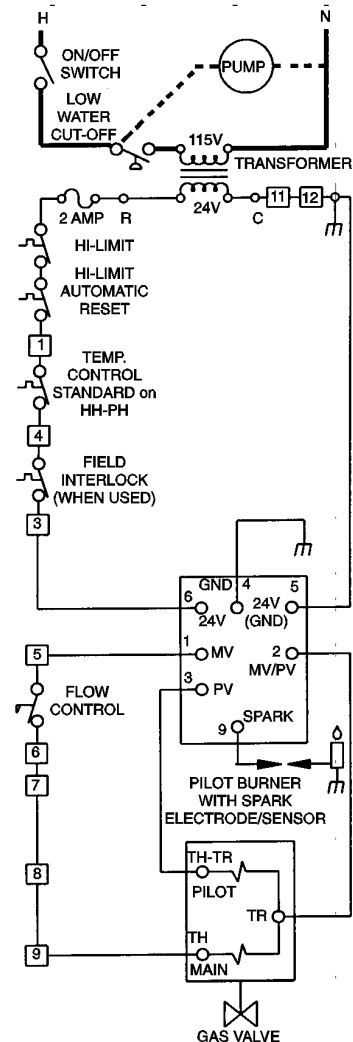 H
N
ON/OFF
SWITCH
PUMP
LOW
WATER
CUT-OFF
115V
TRANSFORMER
2 AMP
R
24V
C
11
12
HI-LIMIT
HI-LIMIT
AUTOMATIC
RESET
1
TEMP.
CONTROL
STANDARD on
HH-PH
4
FIELD
INTERLOCK
(WHEN USED)
3
GND
4
5
6
24V
24V
(GND)
5
1
MV
2
MV/PV
3
PV
FLOW
CONTROL
9
SPARK
6
7
PILOT BURNER
WITH SPARK
ELECTRODE/SENSOR
8
TH-TR
PILOT
TR
9
TH
MAIN
GAS VALVE